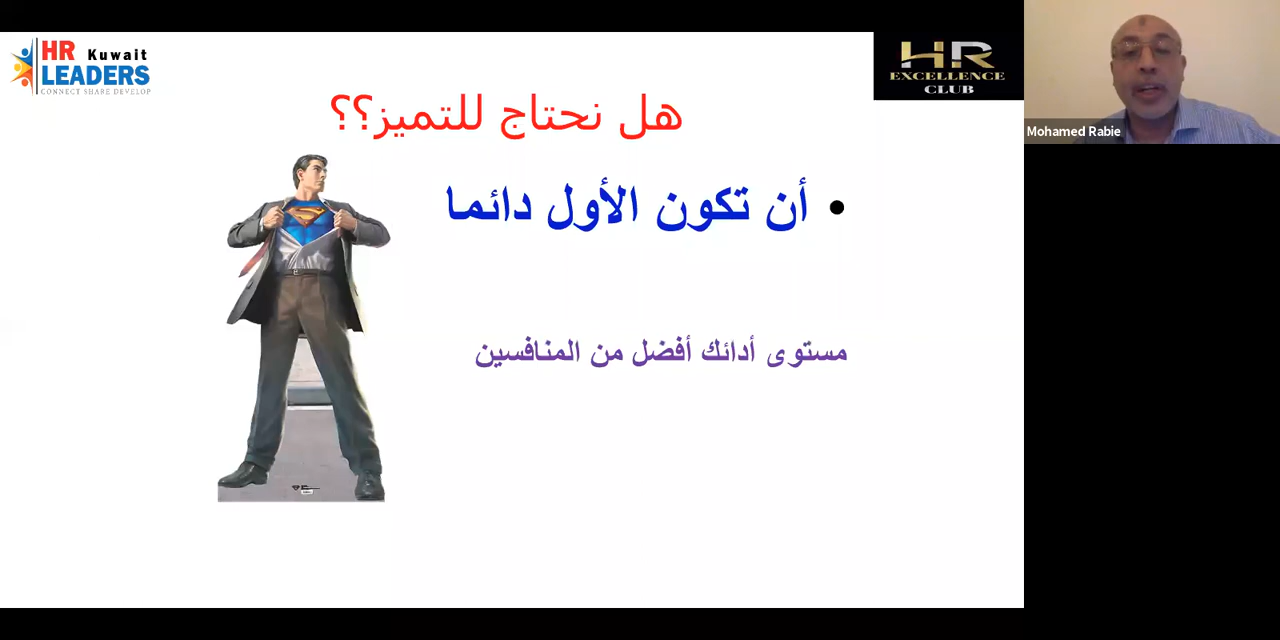 HR Kuwait
LEADERS
CONNECT SHARE DEVELOP
HR
EXCELLENCE
CLUB
Mohamed Rabie
هل نحتاج للتميز؟؟
• أن تكون الأول دائما
مستوى أدائك أفضل من المنافسين